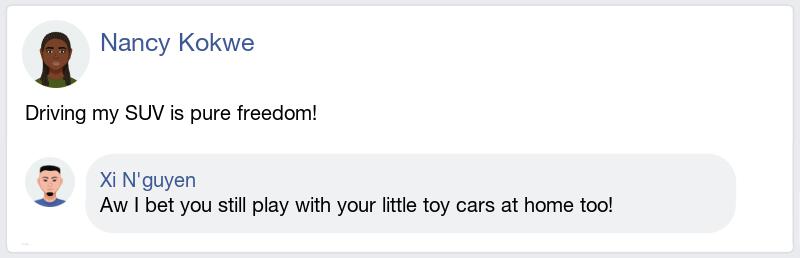 Nancy Kokwe
Driving my SUV is pure freedom!
Xi N'guyen
Aw I bet you still play with your little toy cars at home too!